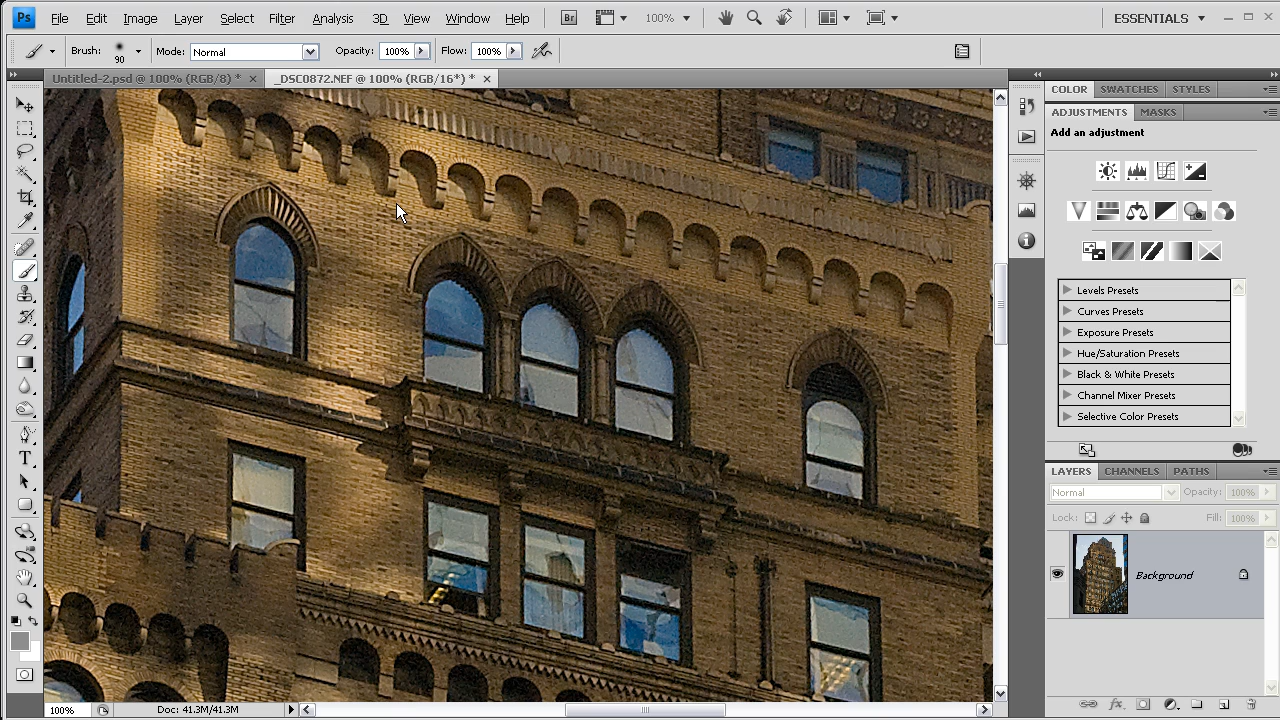 Ps File Edit Image Layer Select Filter Analysis 3D View Window Help Br 100% ESSENTIALS
Brush: 90 Mode: Normal Opacity: 100% Flow: 100%
Untitled-2.psd @ 100% (RGB/8) * _DSC0872.NEF @ 100% (RGB/16*) *
COLOR SWATCHES STYLES
ADJUSTMENTS MASKS
Add an adjustment
Levels Presets
Curves Presets
Exposure Presets
Hue/Saturation Presets
Black & White Presets
Channel Mixer Presets
Selective Color Presets
LAYERS CHANNELS PATHS
Normal Opacity: 100%
Lock: Fill: 100%
Background
100% Doc: 41.3M/41.3M